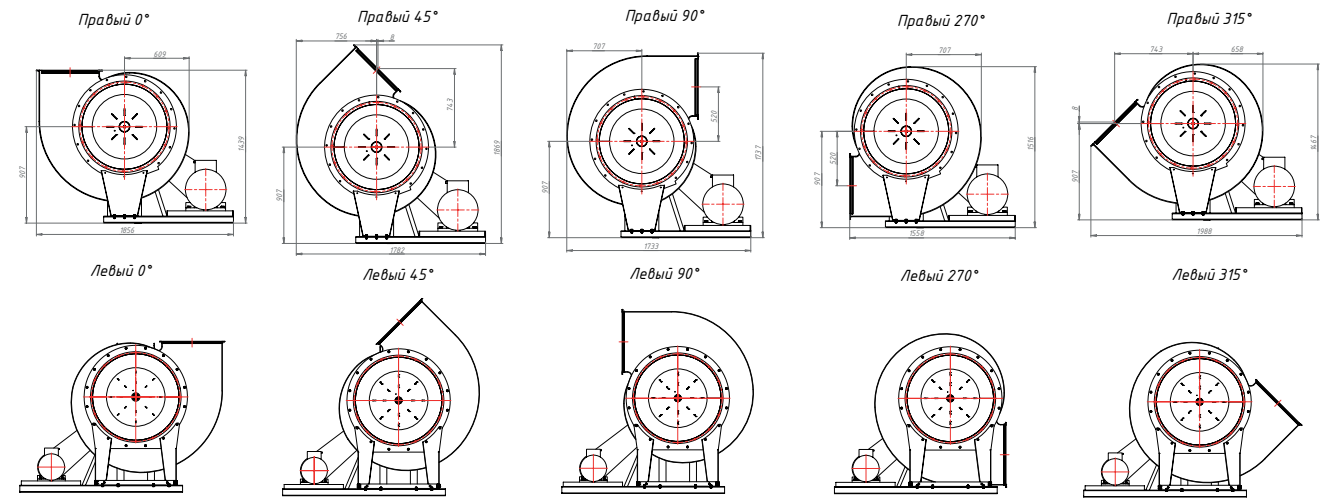 Правый 0°
Правый 45°
Правый 90°
Правый 270°
Правый 315°
609
907
1439
1856
756
8
743
907
1869
1782
707
520
907
1737
1733
707
520
907
1516
1558
743
658
8
907
1467
1988
Левый 0°
Левый 45°
Левый 90°
Левый 270°
Левый 315°